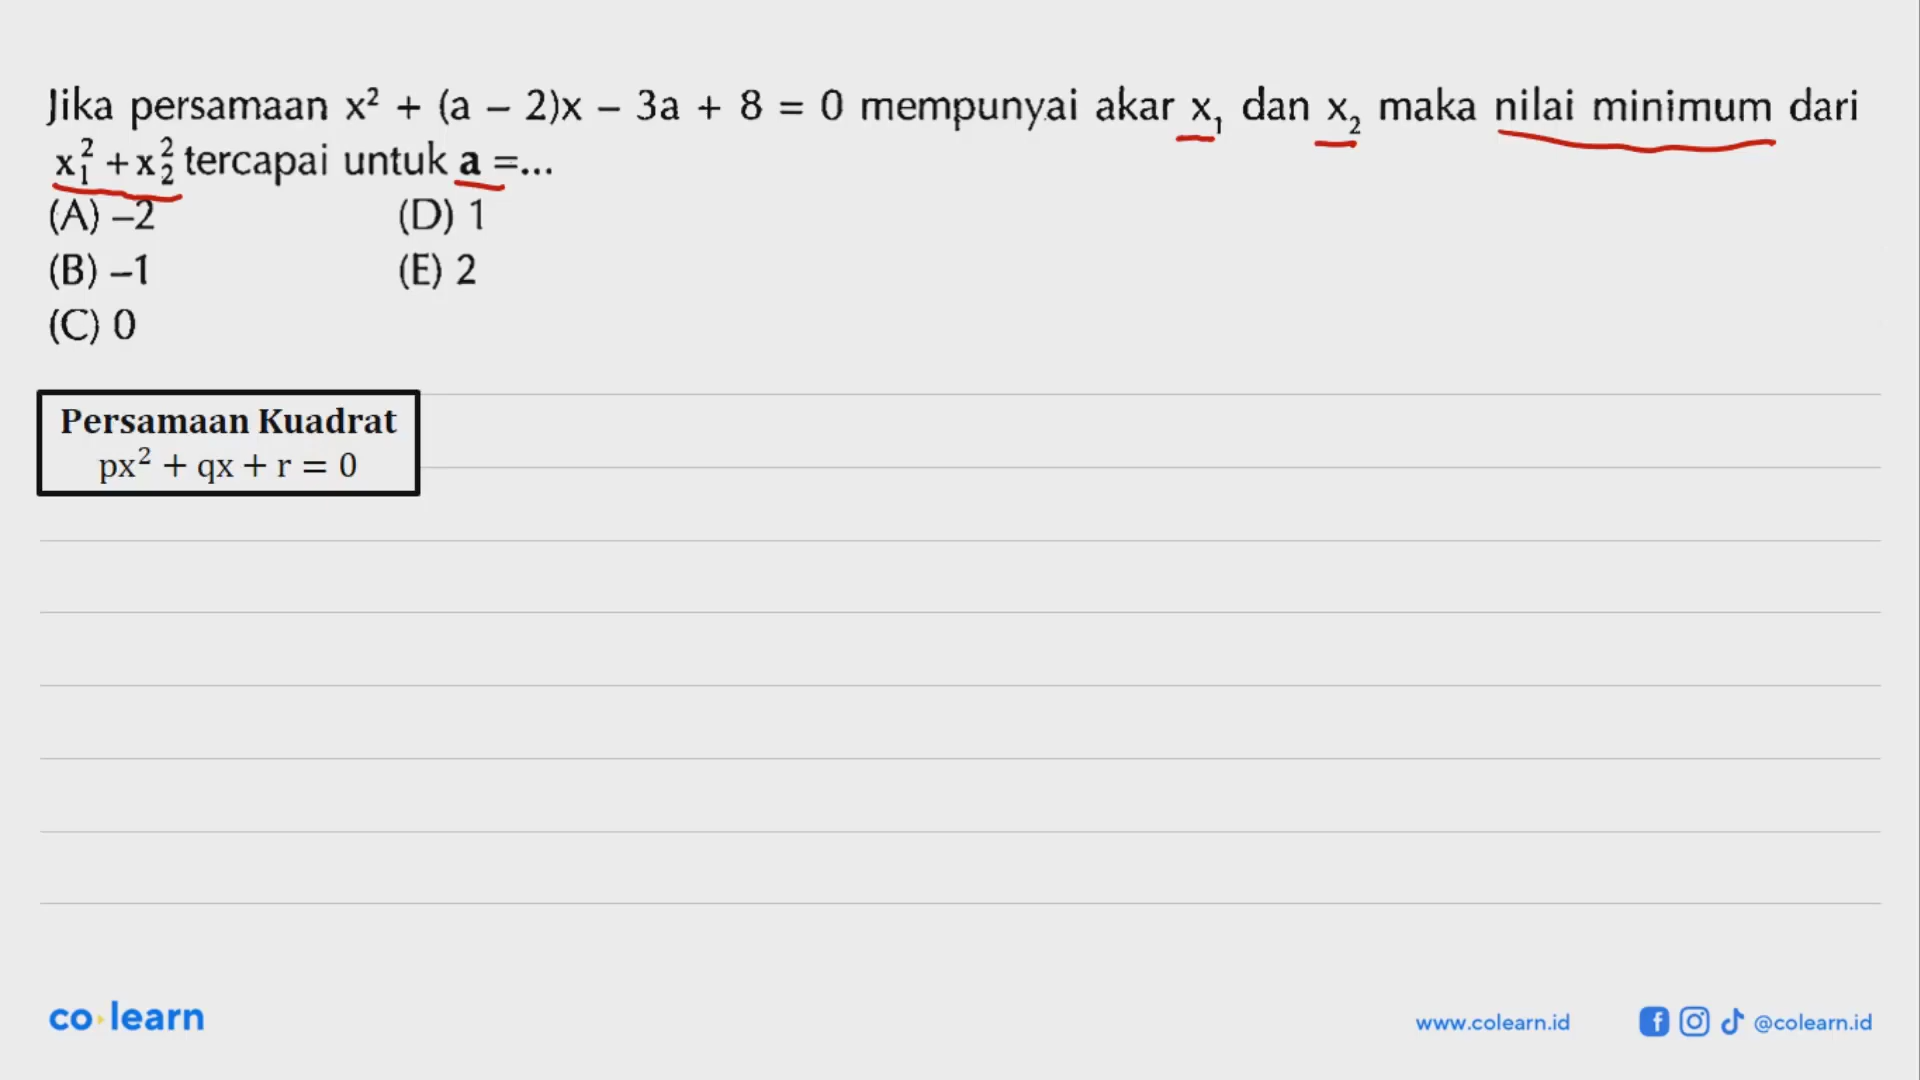 Jika persamaan x² + (a – 2)x – 3a + 8 = 0 mempunyai akar x₁ dan x₂ maka nilai minimum dari
x₁² + x₂² tercapai untuk a =...
(A) –2 (D) 1
(B) –1 (E) 2
(C) 0
Persamaan Kuadrat
px² + qx + r = 0
co learn
www.colearn.id @colearn.id